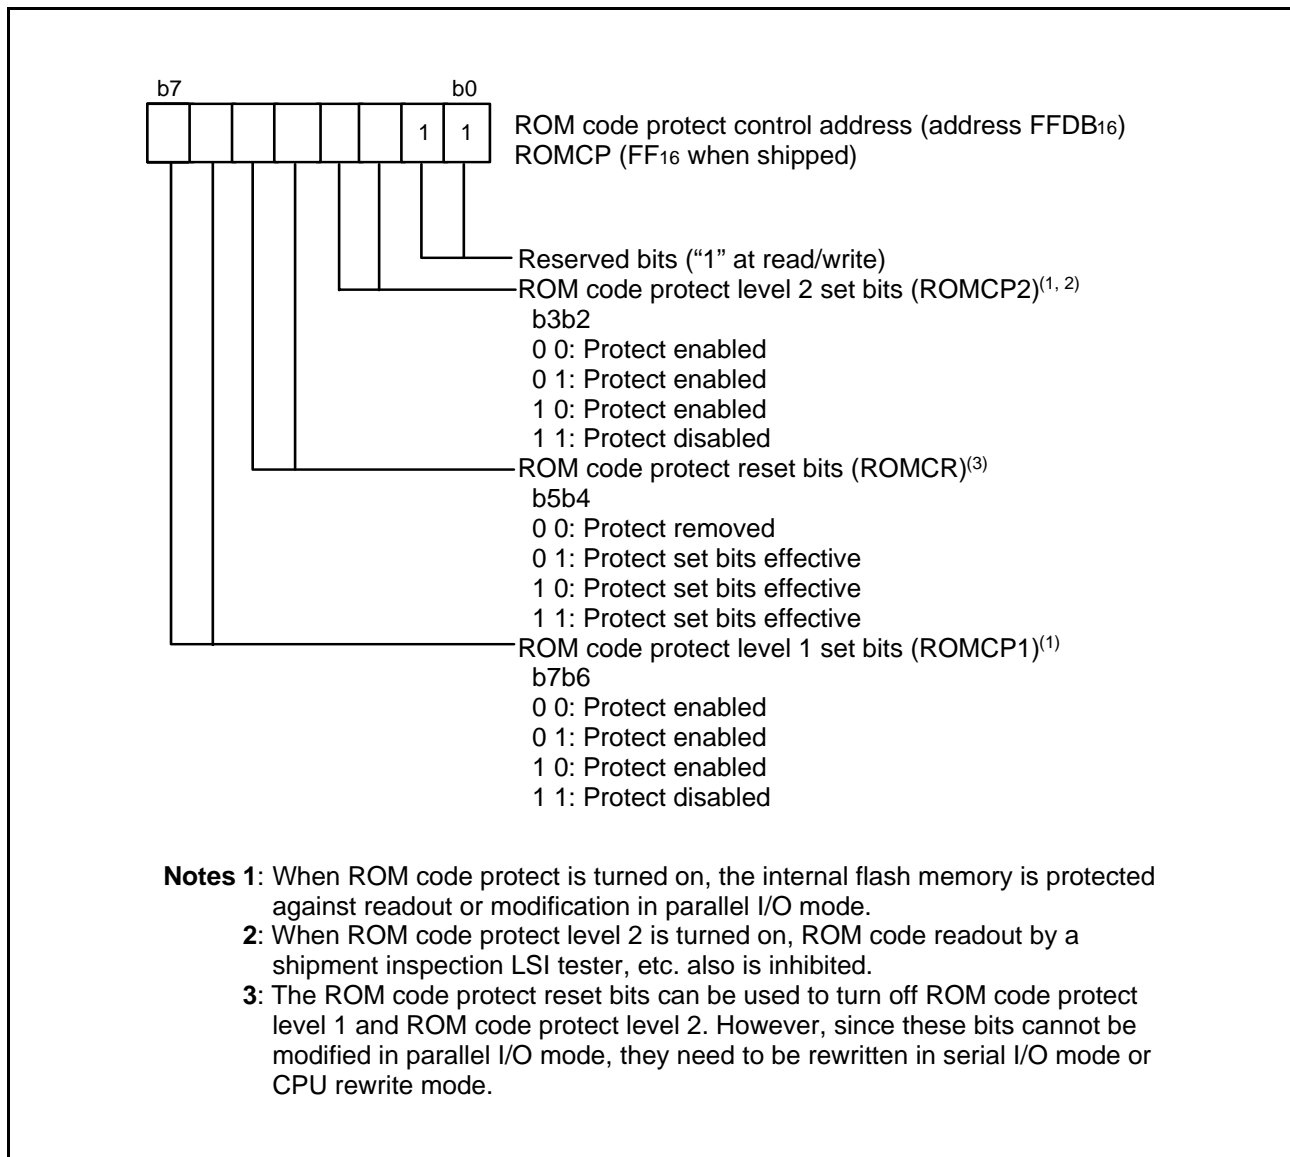 b7 b0
1 1
ROM code protect control address (address FFDB16)
ROMCP (FF16 when shipped)
Reserved bits (“1” at read/write)
ROM code protect level 2 set bits (ROMCP2)(1, 2)
b3b2
0 0: Protect enabled
0 1: Protect enabled
1 0: Protect enabled
1 1: Protect disabled
ROM code protect reset bits (ROMCR)(3)
b5b4
0 0: Protect removed
0 1: Protect set bits effective
1 0: Protect set bits effective
1 1: Protect set bits effective
ROM code protect level 1 set bits (ROMCP1)(1)
b7b6
0 0: Protect enabled
0 1: Protect enabled
1 0: Protect enabled
1 1: Protect disabled
Notes 1: When ROM code protect is turned on, the internal flash memory is protected
against readout or modification in parallel I/O mode.
2: When ROM code protect level 2 is turned on, ROM code readout by a
shipment inspection LSI tester, etc. also is inhibited.
3: The ROM code protect reset bits can be used to turn off ROM code protect
level 1 and ROM code protect level 2. However, since these bits cannot be
modified in parallel I/O mode, they need to be rewritten in serial I/O mode or
CPU rewrite mode.